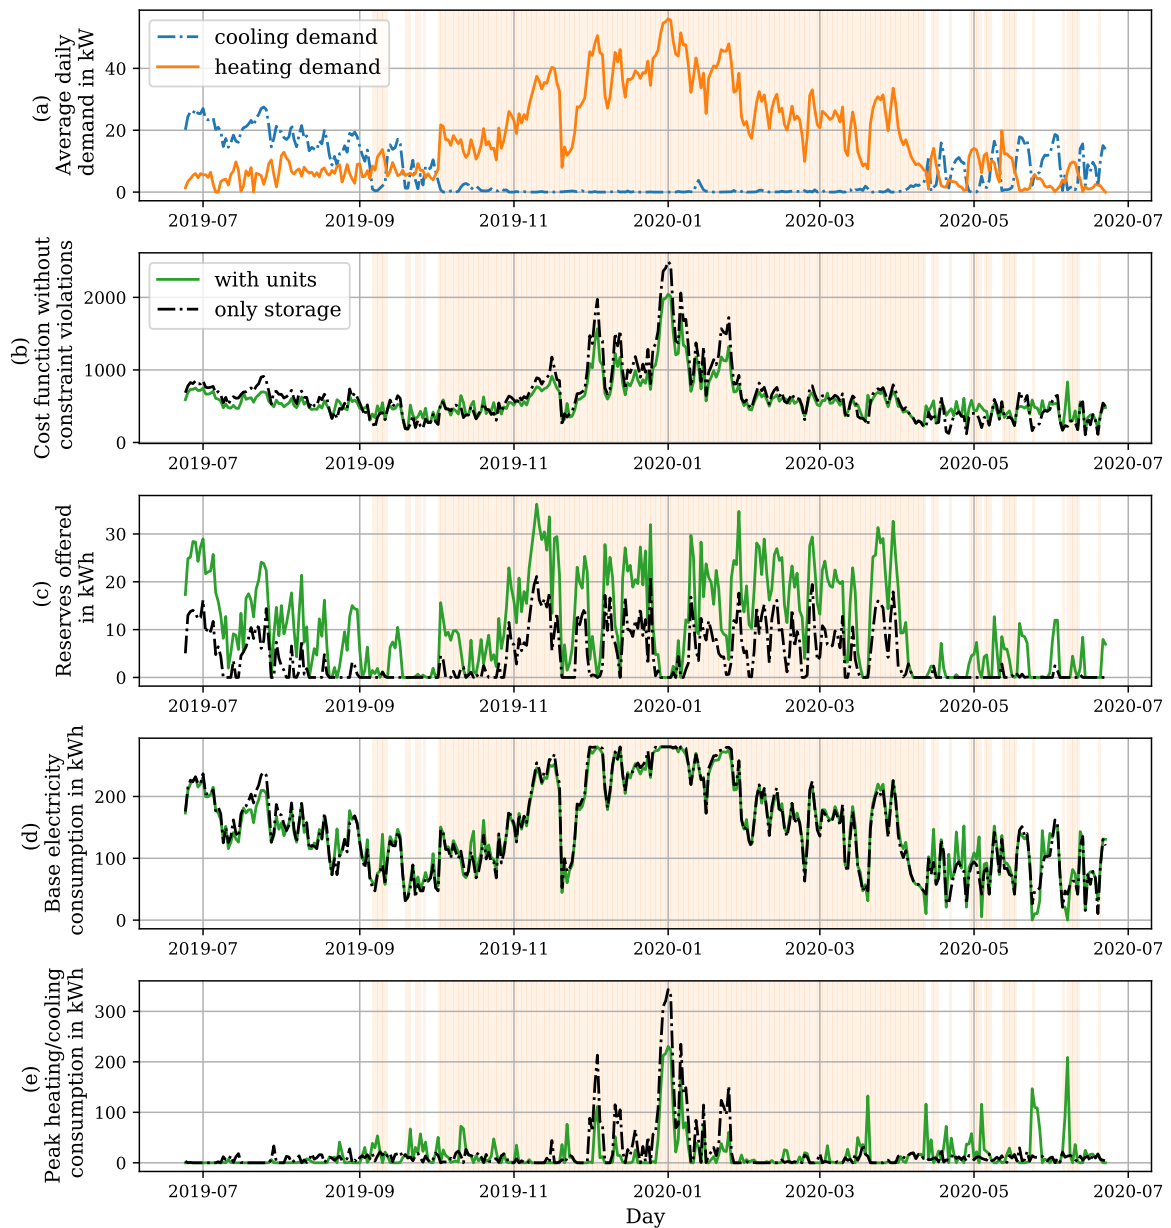 (a)
Average daily
demand in kW
cooling demand
heating demand
40
20
0
2019-07
2019-09
2019-11
2020-01
2020-03
2020-05
2020-07
(b)
Cost function without
constraint violations
with units
only storage
2000
1000
0
2019-07
2019-09
2019-11
2020-01
2020-03
2020-05
2020-07
(c)
Reserves offered
in kWh
30
20
10
0
2019-07
2019-09
2019-11
2020-01
2020-03
2020-05
2020-07
(d)
Base electricity
consumption in kWh
200
100
0
2019-07
2019-09
2019-11
2020-01
2020-03
2020-05
2020-07
(e)
Peak heating/cooling
consumption in kWh
300
200
100
0
2019-07
2019-09
2019-11
2020-01
2020-03
2020-05
2020-07
Day